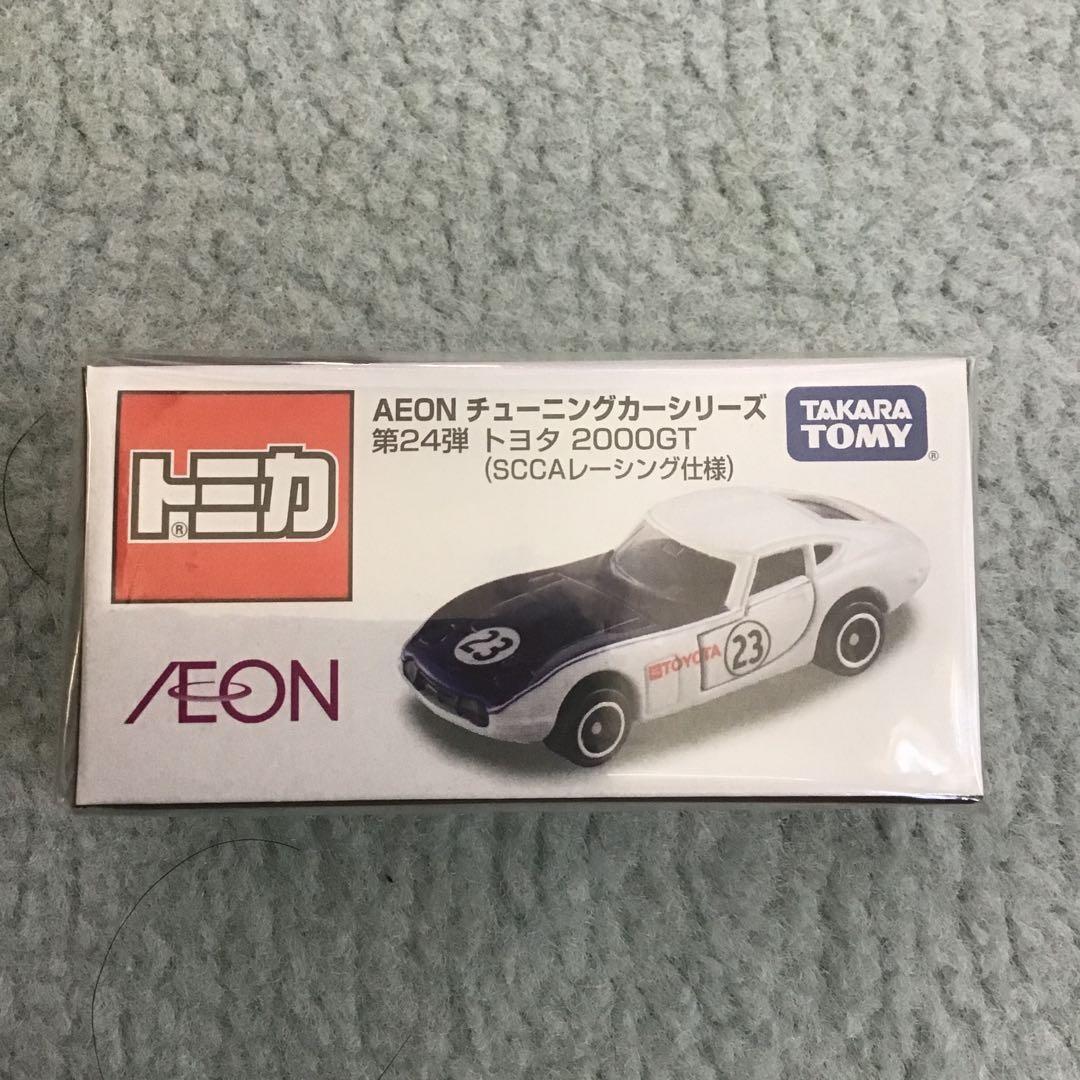 トミカ®
AEON チューニングカーシリーズ
第24弾 トヨタ 2000GT
(SCCAレーシング仕様)
TAKARA
TOMY®
AEON
23
TOYOTA
23